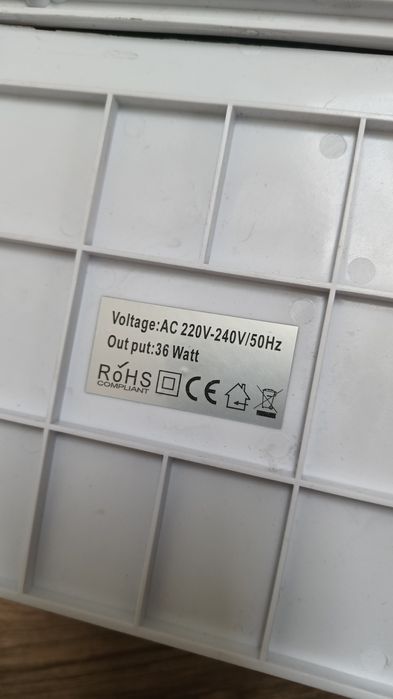 Voltage:AC 220V-240V/50Hz
Out put:36 Watt
RoHS
COMPLIANT
CE